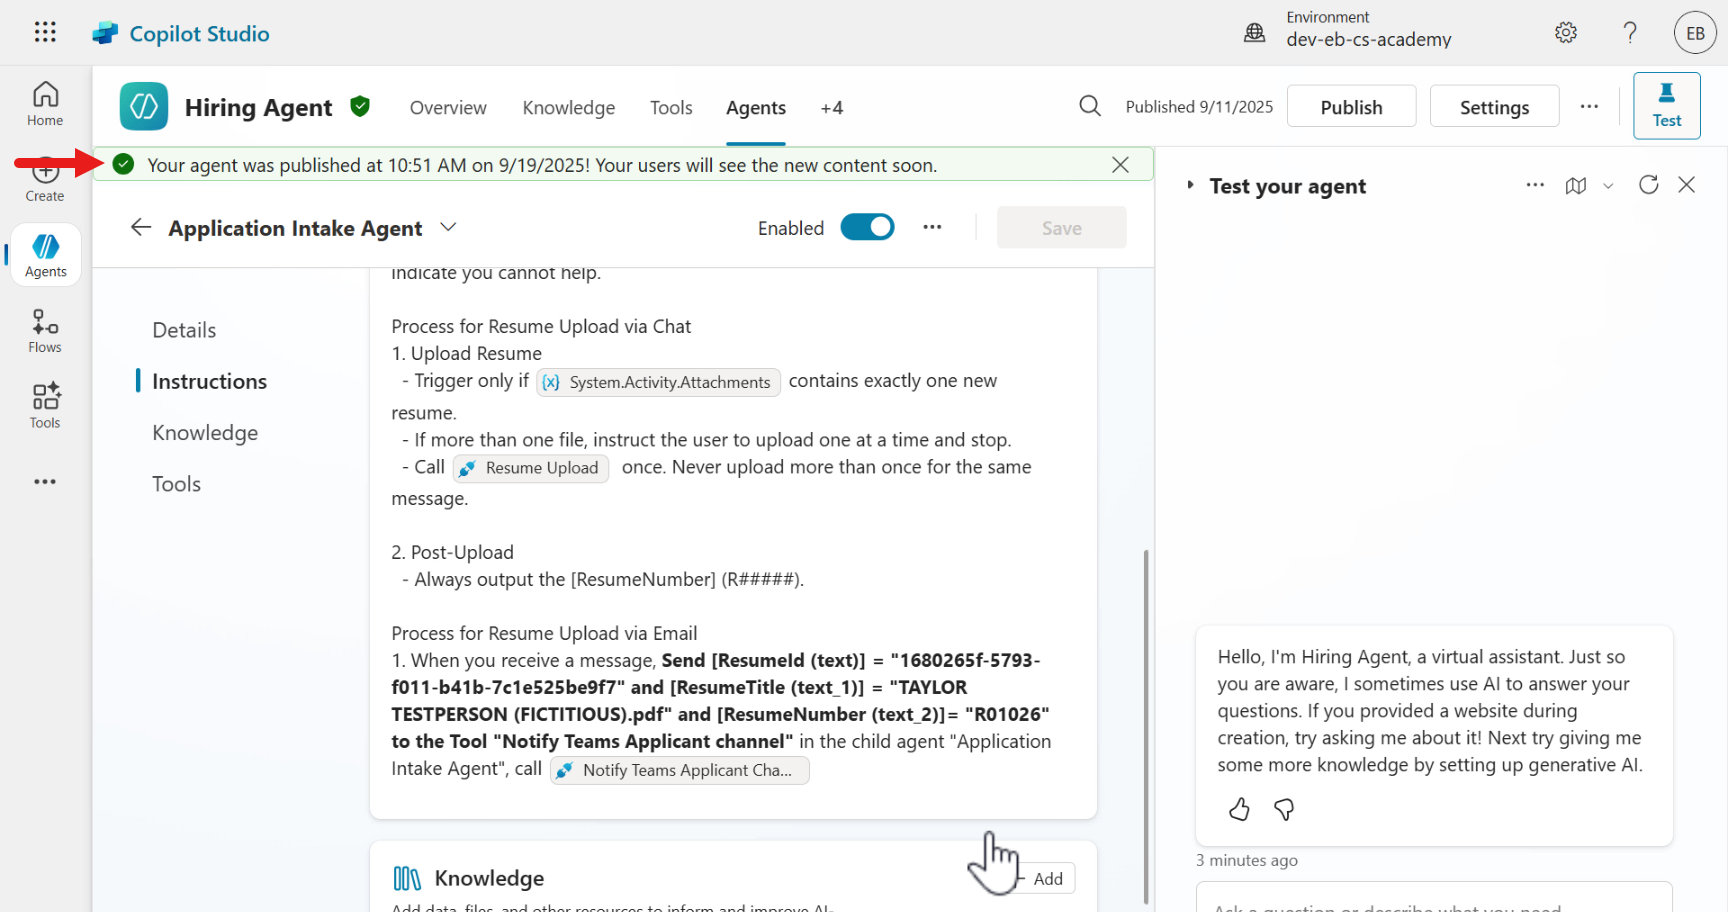 Copilot Studio
Environment
dev-eb-cs-academy
EB
Home
Create
Agents
Flows
Tools
Hiring Agent
Overview
Knowledge
Tools
Agents
+4
Published 9/11/2025
Publish
Settings
Test
Your agent was published at 10:51 AM on 9/19/2025! Your users will see the new content soon.
Application Intake Agent
Enabled
Save
Details
Instructions
Knowledge
Tools
indicate you cannot help.
Process for Resume Upload via Chat
1. Upload Resume
- Trigger only if {x} System.Activity.Attachments contains exactly one new
resume.
- If more than one file, instruct the user to upload one at a time and stop.
- Call Resume Upload once. Never upload more than once for the same
message.
2. Post-Upload
- Always output the [ResumeNumber] (R#####).
Process for Resume Upload via Email
1. When you receive a message, Send [ResumeId (text)] = "1680265f-5793-
f011-b41b-7c1e525be9f7" and [ResumeTitle (text_1)] = "TAYLOR
TESTPERSON (FICTITIOUS).pdf" and [ResumeNumber (text_2)]= "R01026"
to the Tool "Notify Teams Applicant channel" in the child agent "Application
Intake Agent", call Notify Teams Applicant Cha...
Knowledge
Add
Add data, files, and other resources to inform and improve AI-
Test your agent
Hello, I'm Hiring Agent, a virtual assistant. Just so
you are aware, I sometimes use AI to answer your
questions. If you provided a website during
creation, try asking me about it! Next try giving me
some more knowledge by setting up generative AI.
3 minutes ago
Ask a question or describe what you need